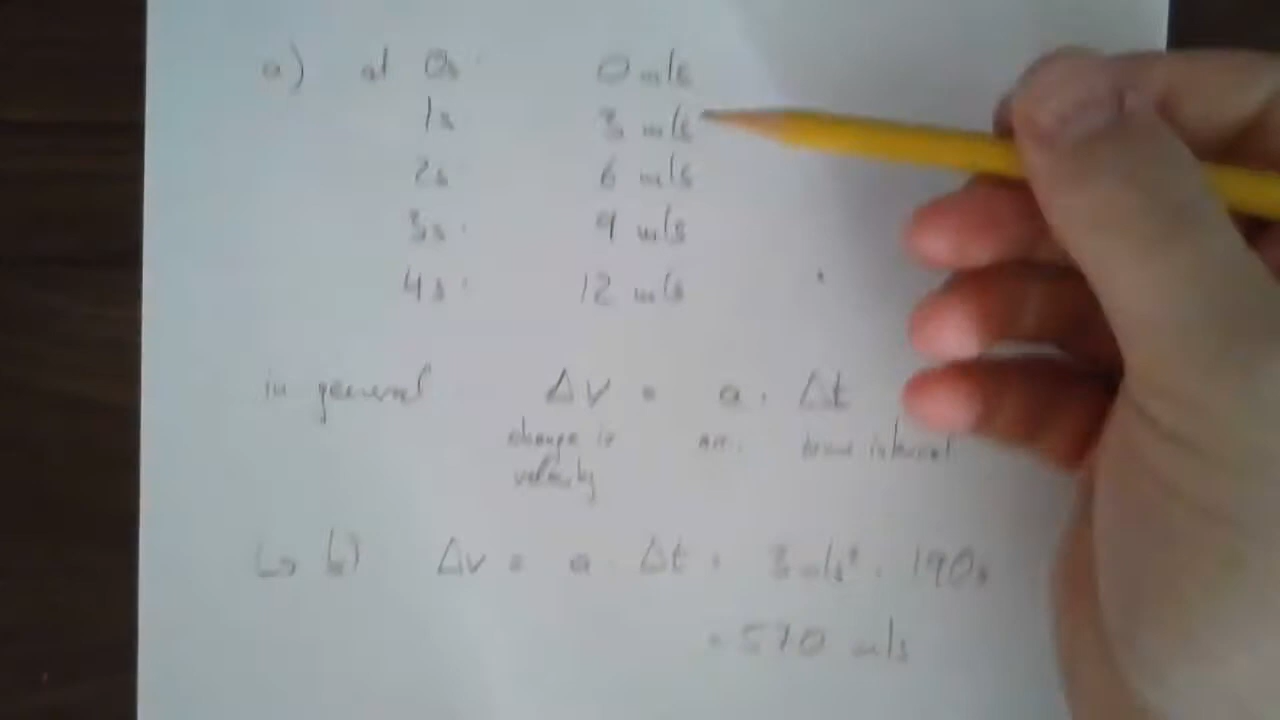 a) at 0s: 0 m/s
1s 3 m/s
2s 6 m/s
3s: 9 m/s
4s: 12 m/s
in general Δv = a · Δt
change in acc. time interval
velocity
↳ b) Δv = a · Δt = 3 m/s² · 190s
= 570 m/s